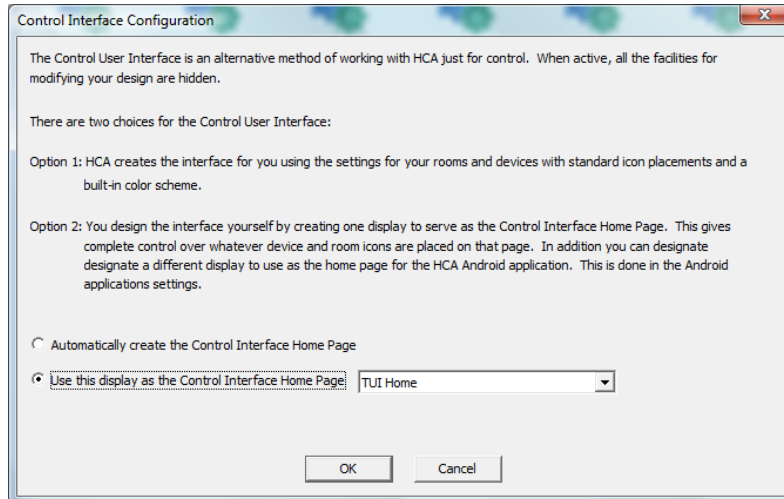 Control Interface Configuration
The Control User Interface is an alternative method of working with HCA just for control. When active, all the facilities for
modifying your design are hidden.
There are two choices for the Control User Interface:
Option 1: HCA creates the interface for you using the settings for your rooms and devices with standard icon placements and a
built-in color scheme.
Option 2: You design the interface yourself by creating one display to serve as the Control Interface Home Page. This gives
complete control over whatever device and room icons are placed on that page. In addition you can designate
designate a different display to use as the home page for the HCA Android application. This is done in the Android
applications settings.
Automatically create the Control Interface Home Page
Use this display as the Control Interface Home Page TUI Home
OK Cancel